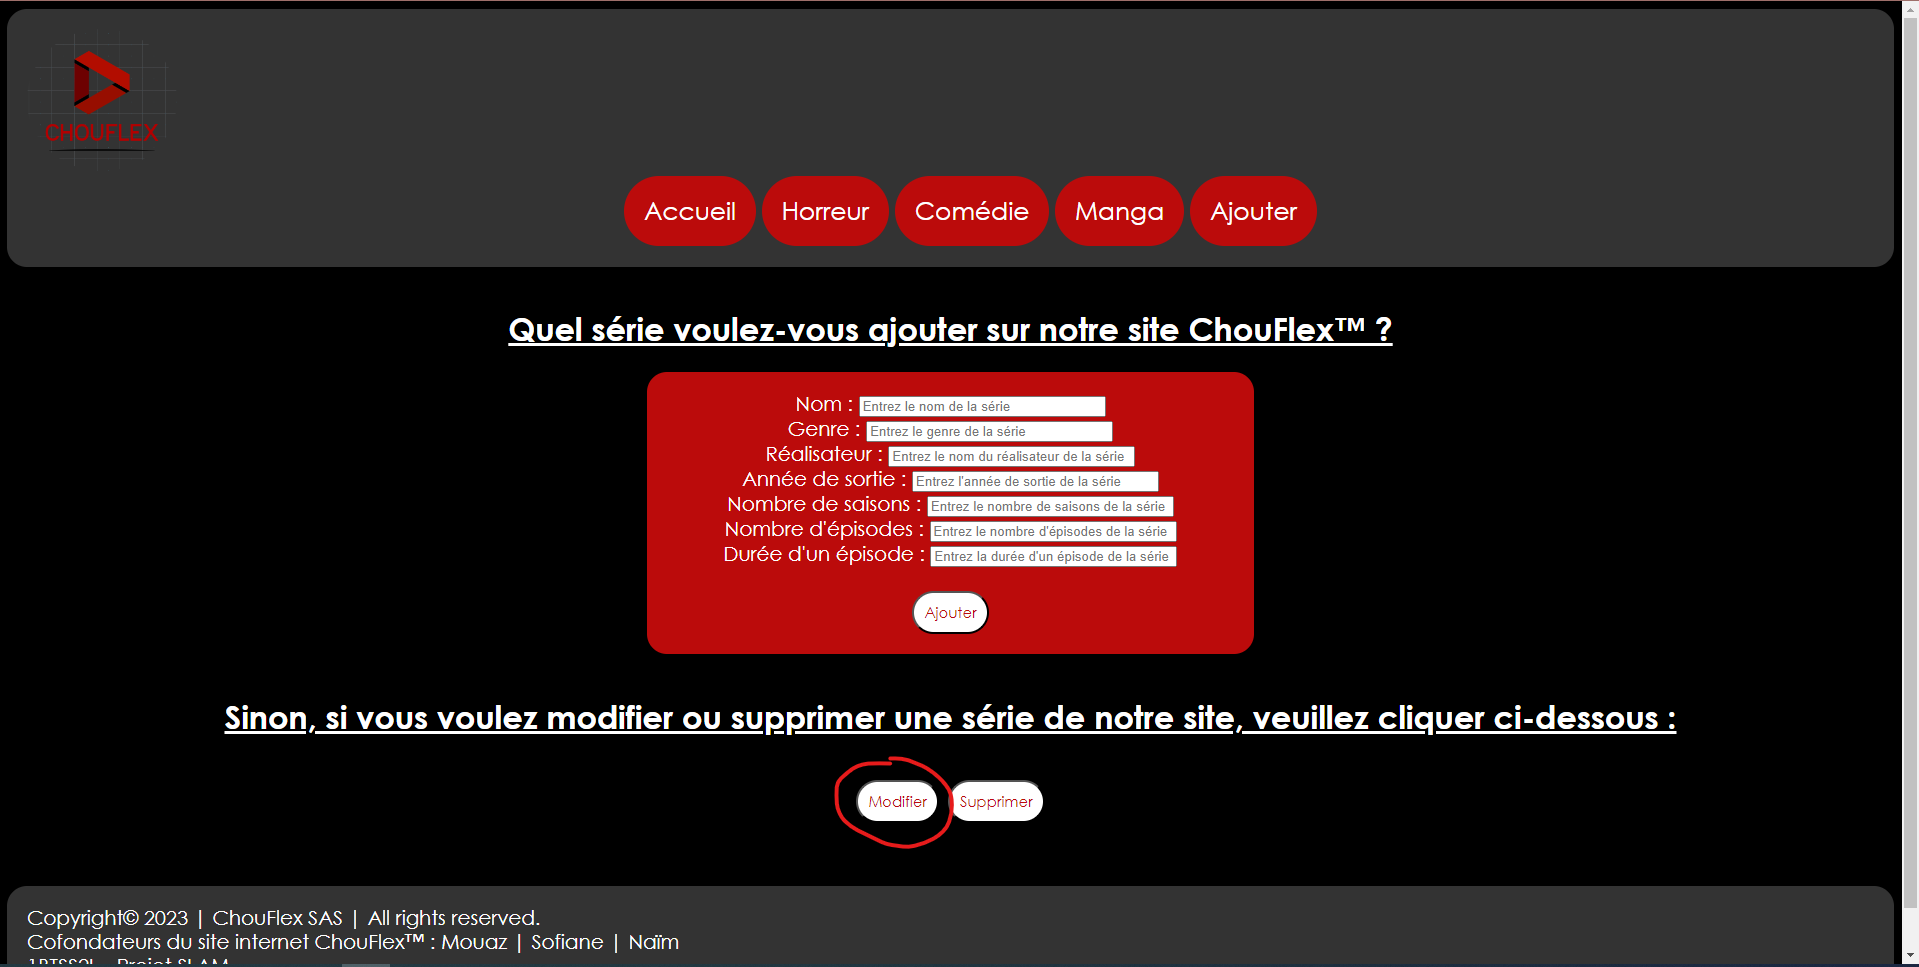 CHOUFLEX
Accueil Horreur Comédie Manga Ajouter
Quel série voulez-vous ajouter sur notre site ChouFlex™ ?
Nom : Entrez le nom de la série
Genre : Entrez le genre de la série
Réalisateur : Entrez le nom du réalisateur de la série
Année de sortie : Entrez l'année de sortie de la série
Nombre de saisons : Entrez le nombre de saisons de la série
Nombre d'épisodes : Entrez le nombre d'épisodes de la série
Durée d'un épisode : Entrez la durée d'un épisode de la série
Ajouter
Sinon, si vous voulez modifier ou supprimer une série de notre site, veuillez cliquer ci-dessous :
Modifier Supprimer
Copyright© 2023 | ChouFlex SAS | All rights reserved.
Cofondateurs du site internet ChouFlex™ : Mouaz | Sofiane | Naïm
Projet SLAM